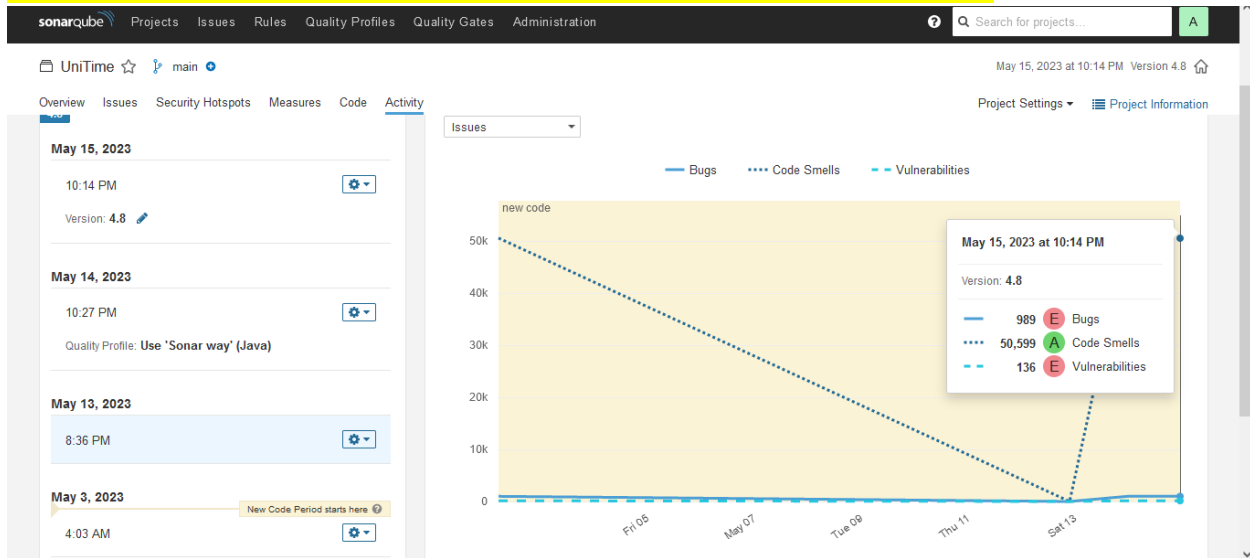 sonarqube Projects Issues Rules Quality Profiles Quality Gates Administration ? Search for projects... A
UniTime main May 15, 2023 at 10:14 PM Version 4.8
Overview Issues Security Hotspots Measures Code Activity Project Settings Project Information
May 15, 2023
10:14 PM
Version: 4.8
May 14, 2023
10:27 PM
Quality Profile: Use 'Sonar way' (Java)
May 13, 2023
8:36 PM
May 3, 2023
New Code Period starts here ?
4:03 AM
Issues
Bugs Code Smells Vulnerabilities
new code
50k
40k
30k
20k
10k
0
Fri 05 May 07 Tue 09 Thu 11 Sat 13
May 15, 2023 at 10:14 PM
Version: 4.8
989 E Bugs
50,599 A Code Smells
136 E Vulnerabilities